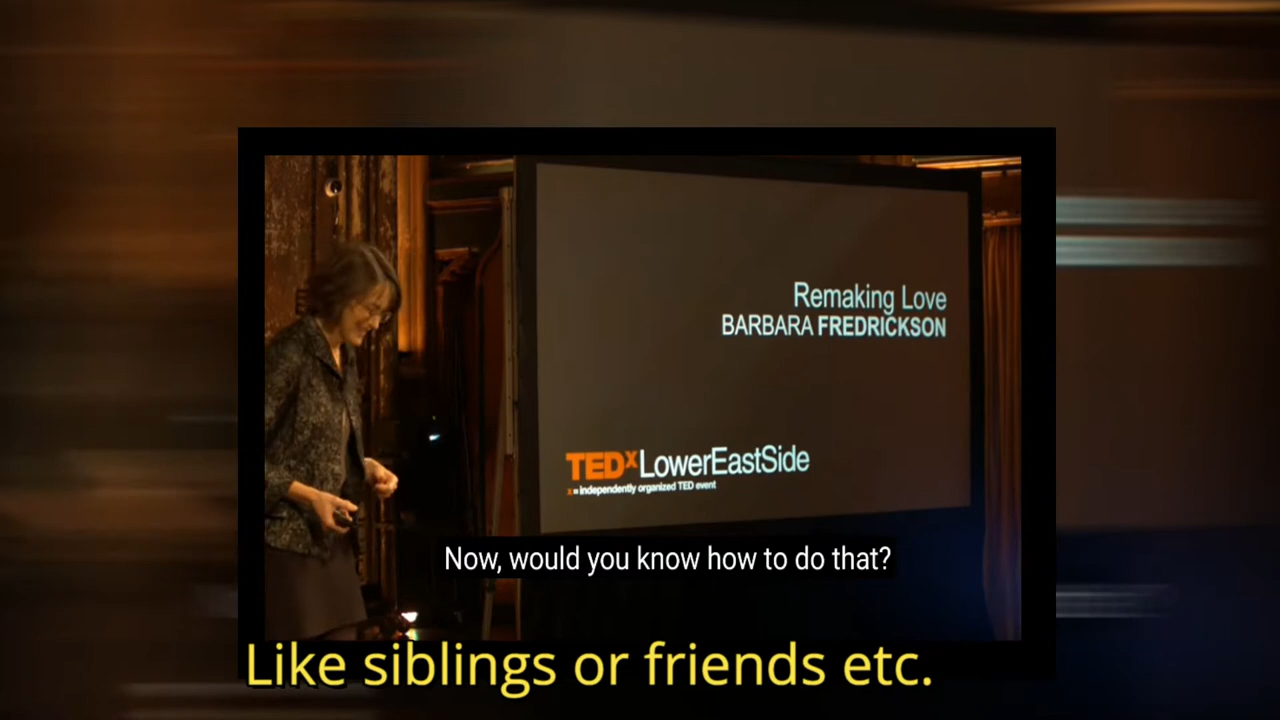 Remaking Love
BARBARA FREDRICKSON
TEDxLowerEastSide
x = independently organized TED event
Now, would you know how to do that?
Like siblings or friends etc.